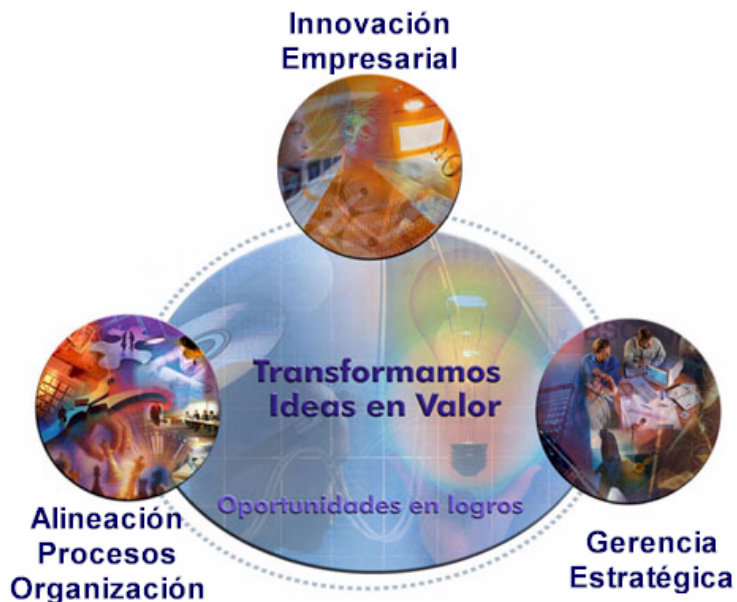 Innovación
Empresarial
Transformamos
Ideas en Valor
Oportunidades en logros
Alineación
Procesos
Organización
Gerencia
Estratégica